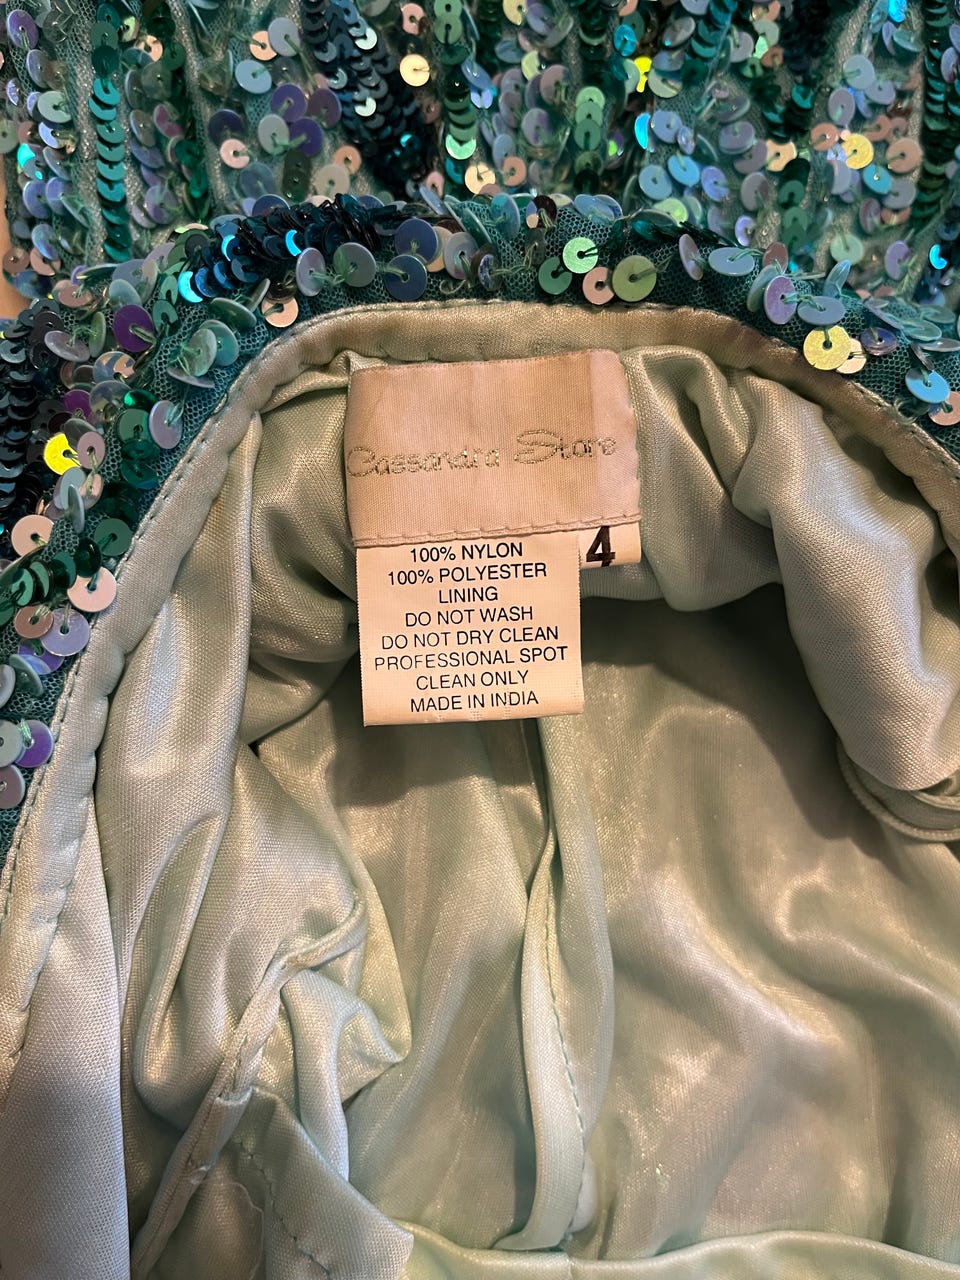 Cassandra Stone
4
100% NYLON
100% POLYESTER
LINING
DO NOT WASH
DO NOT DRY CLEAN
PROFESSIONAL SPOT
CLEAN ONLY
MADE IN INDIA